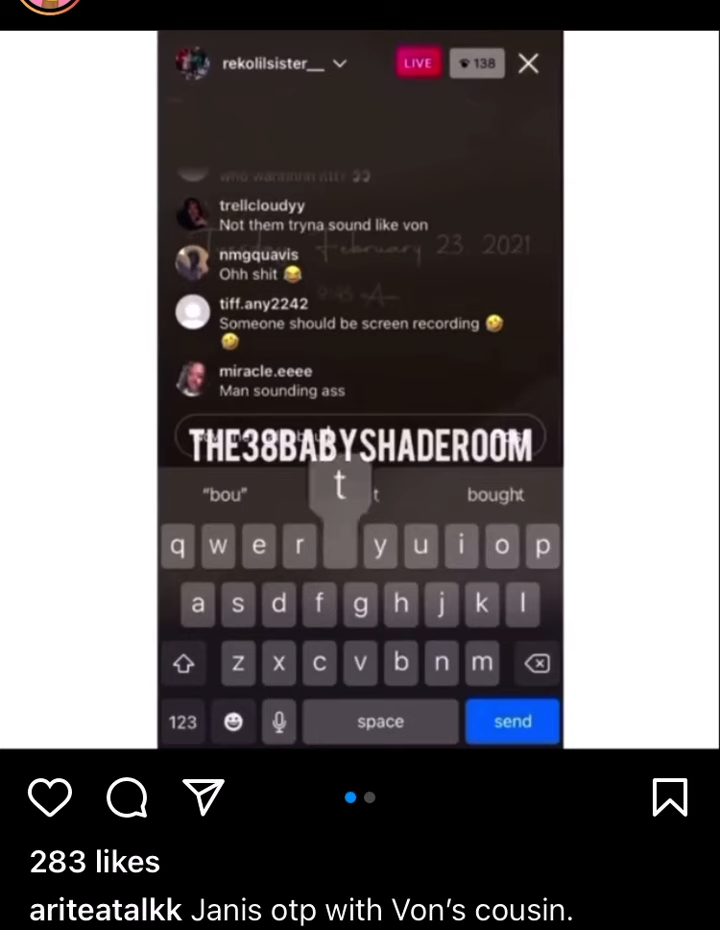 rekolilsister__
LIVE
138
trellcloudyy
Not them tryna sound like von
February 23 2021
nmgquavis
Ohh shit 😂
tiff.any2242
Someone should be screen recording 🤣
🤣
miracle.eeee
Man sounding ass
THE38BABYSHADEROOM
t
"bou" t bought
q w e r y u i o p
a s d f g h j k l
z x c v b n m
123 space send
283 likes
ariteatalkk Janis otp with Von's cousin.